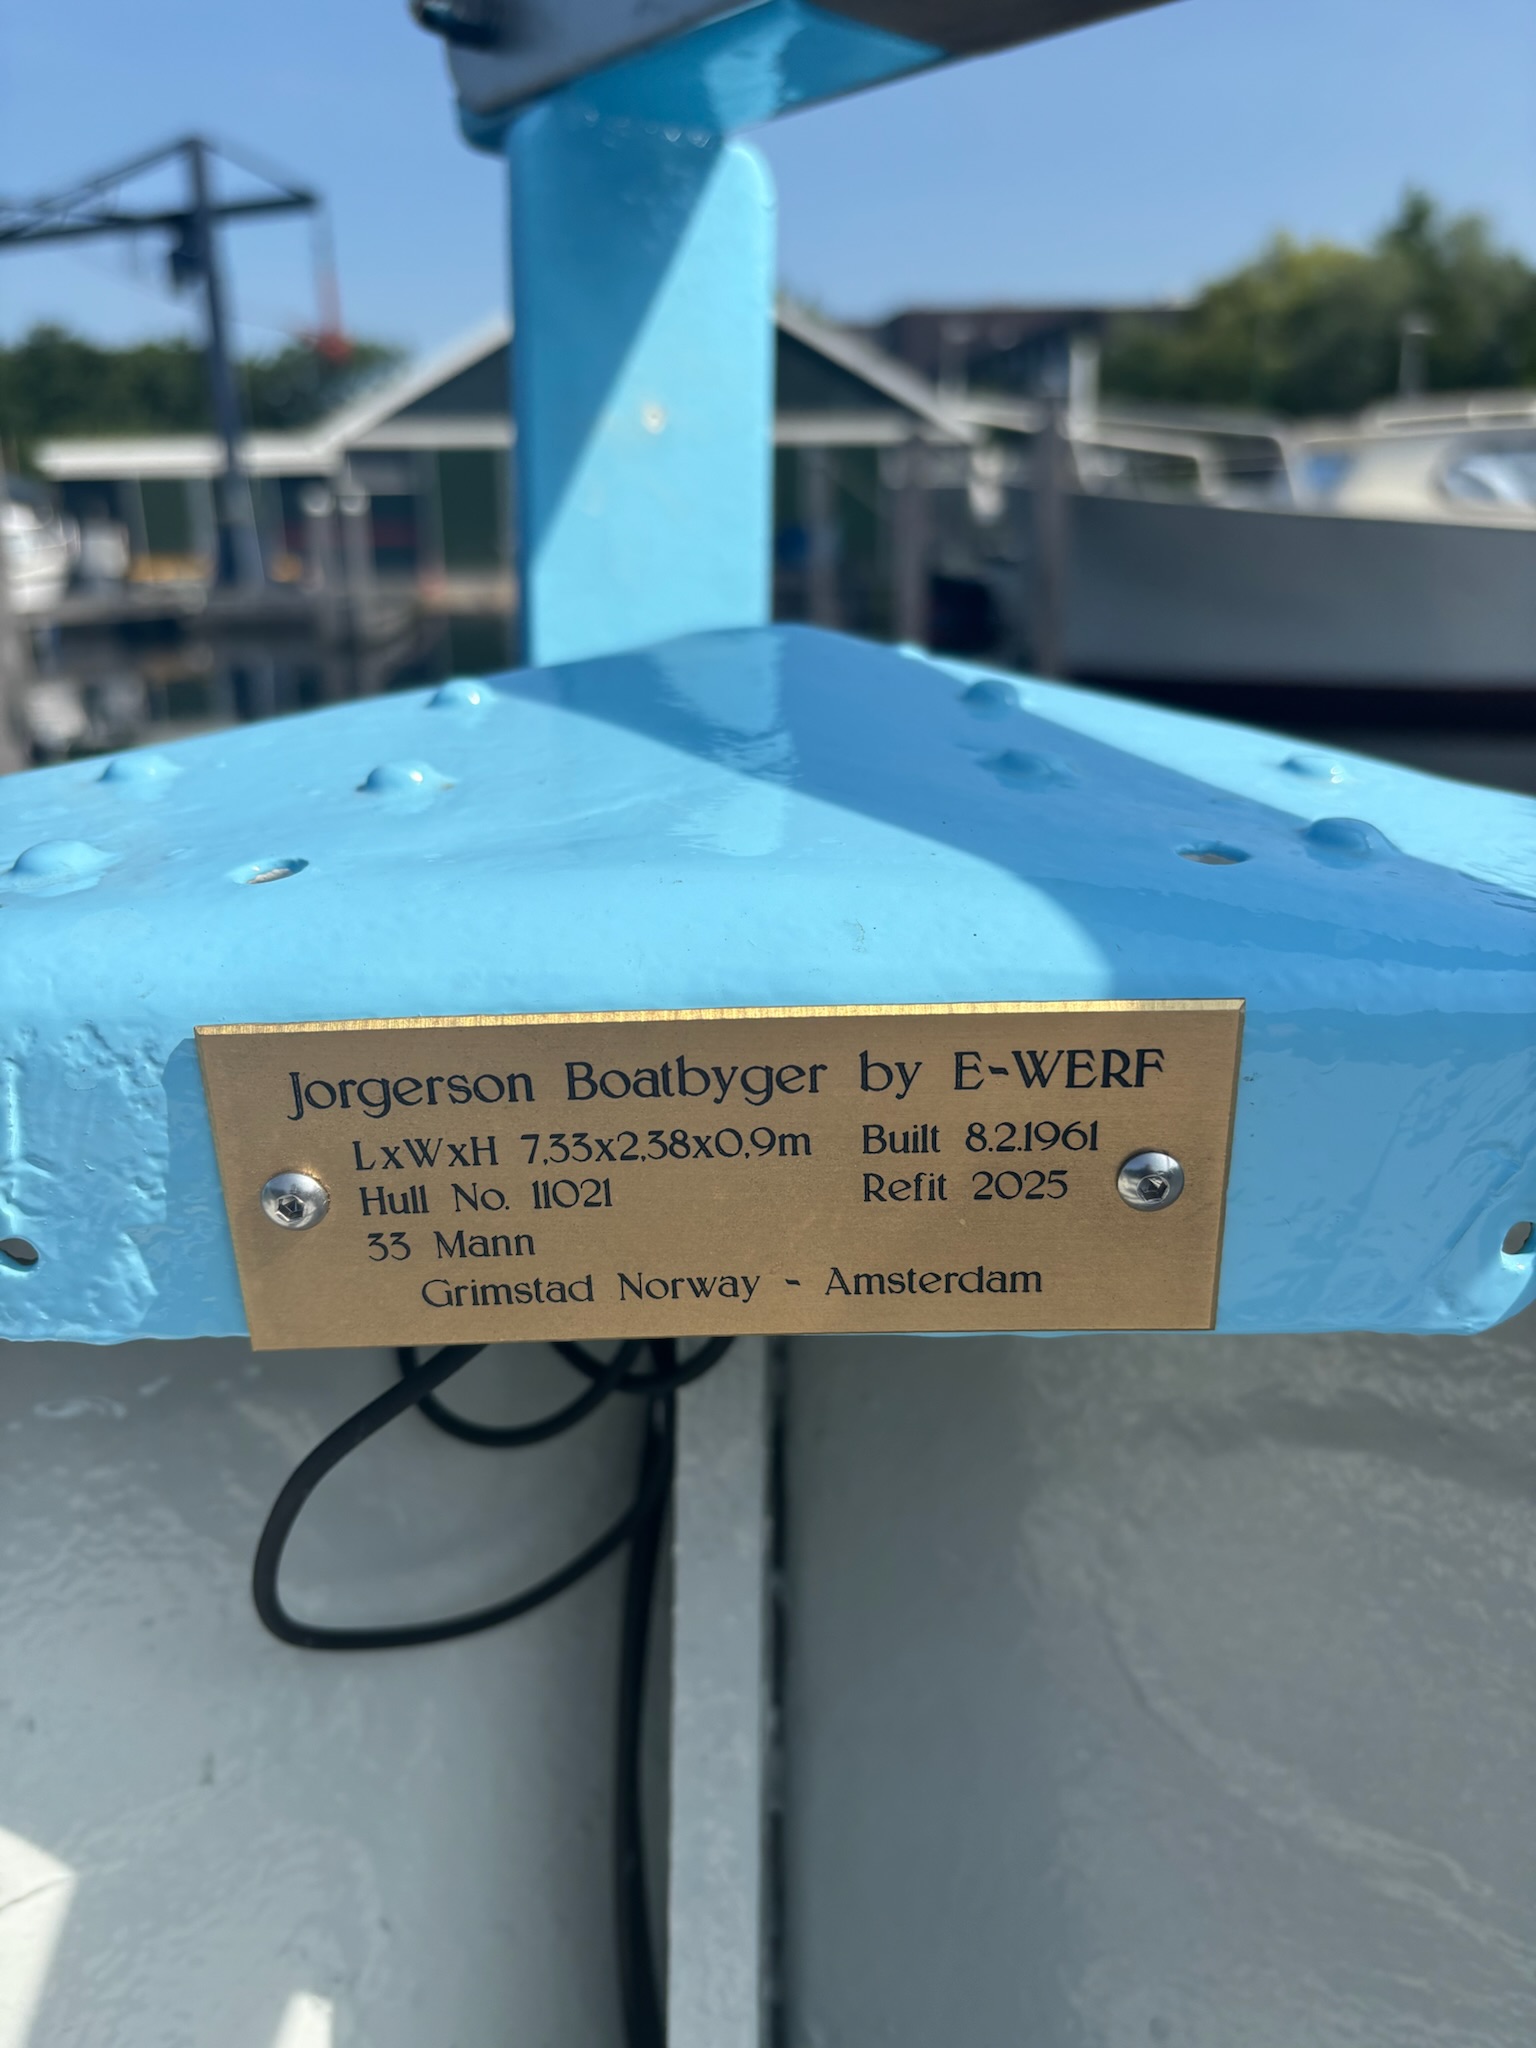 Jorgerson Boatbyger by E-WERF
LxWxH 7,33x2,38x0,9m Built 8.2.1961
Hull No. 11021 Refit 2025
33 Mann
Grimstad Norway - Amsterdam